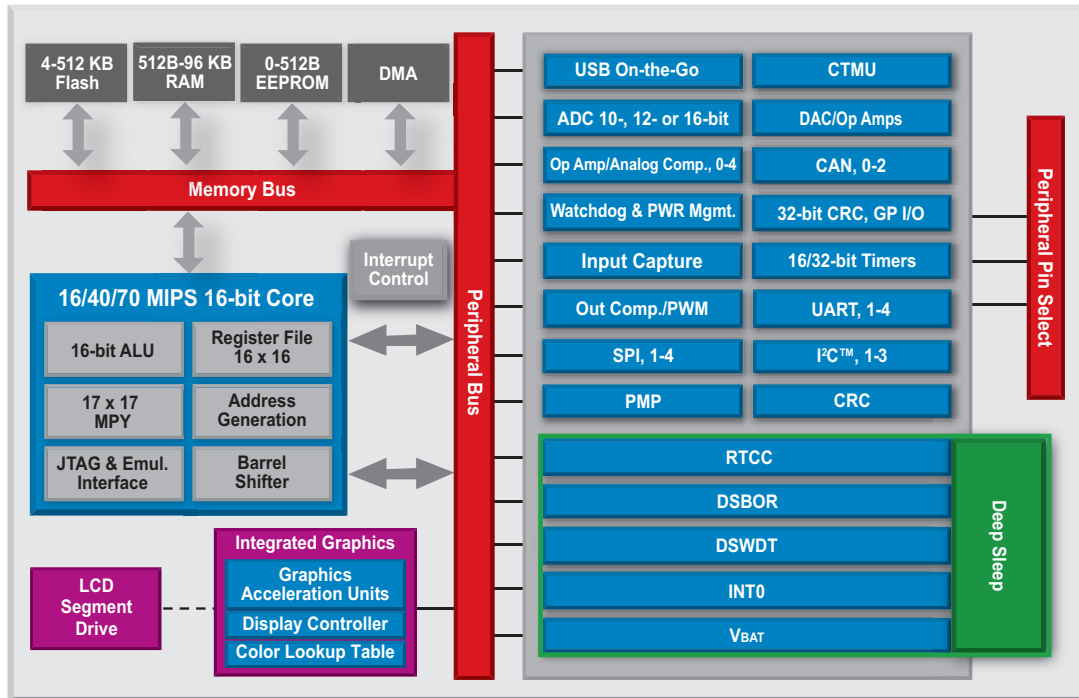 4-512 KB
Flash
512B-96 KB
RAM
0-512B
EEPROM
DMA
Memory Bus
Interrupt
Control
16/40/70 MIPS 16-bit Core
16-bit ALU
Register File
16 x 16
17 x 17
MPY
Address
Generation
JTAG & Emul.
Interface
Barrel
Shifter
LCD
Segment
Drive
Integrated Graphics
Graphics
Acceleration Units
Display Controller
Color Lookup Table
Peripheral Bus
USB On-the-Go
CTMU
ADC 10-, 12- or 16-bit
DAC/Op Amps
Op Amp/Analog Comp., 0-4
CAN, 0-2
Watchdog & PWR Mgmt.
32-bit CRC, GP I/O
Input Capture
16/32-bit Timers
Out Comp./PWM
UART, 1-4
SPI, 1-4
I²C™, 1-3
PMP
CRC
RTCC
DSBOR
DSWDT
INT0
VBAT
Deep Sleep
Peripheral Pin Select